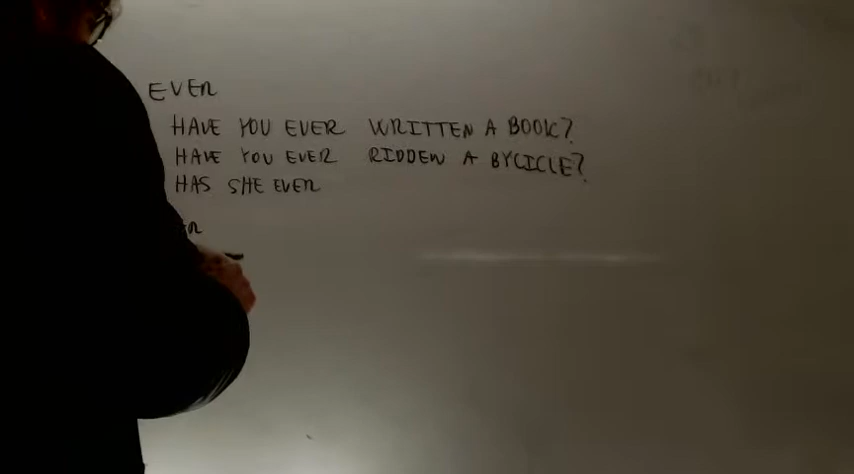 EVER
HAVE YOU EVER WRITTEN A BOOK?
HAVE YOU EVER RIDDEN A BYCICLE?
HAS SHE EVER